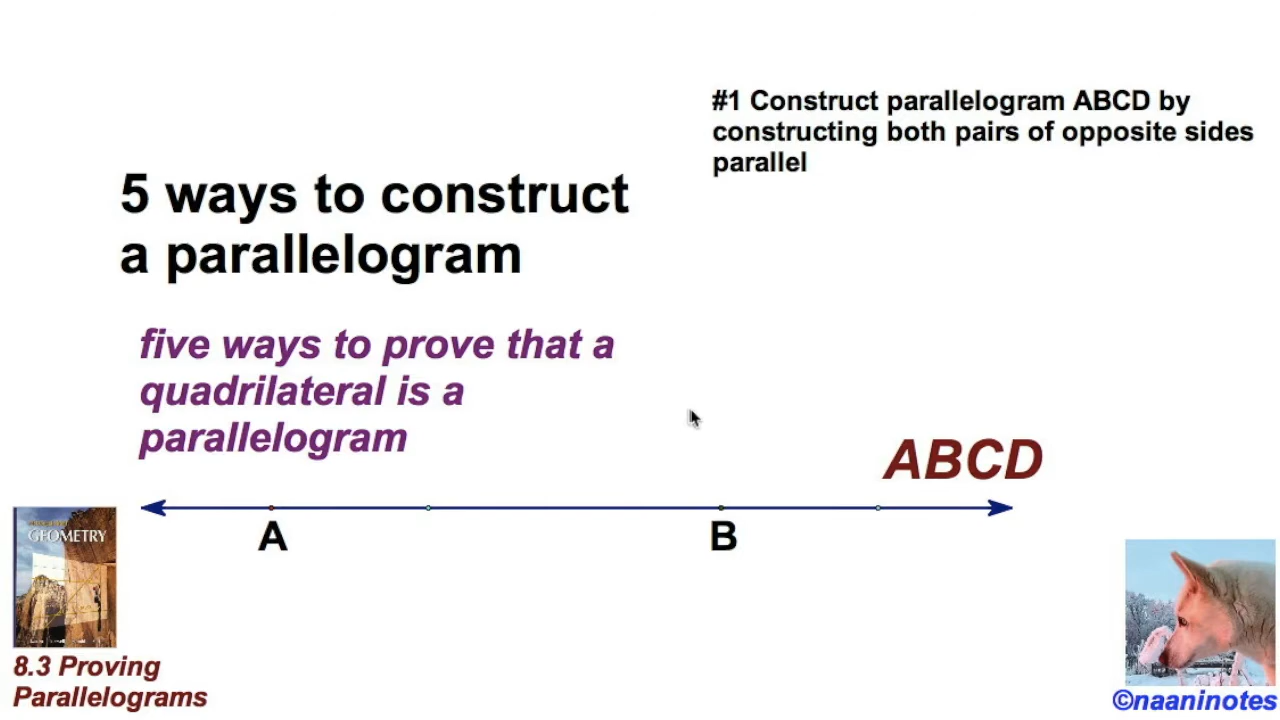 #1 Construct parallelogram ABCD by
constructing both pairs of opposite sides
parallel
5 ways to construct
a parallelogram
five ways to prove that a
quadrilateral is a
parallelogram
ABCD
A
B
GEOMETRY
8.3 Proving
Parallelograms
©naaninotes